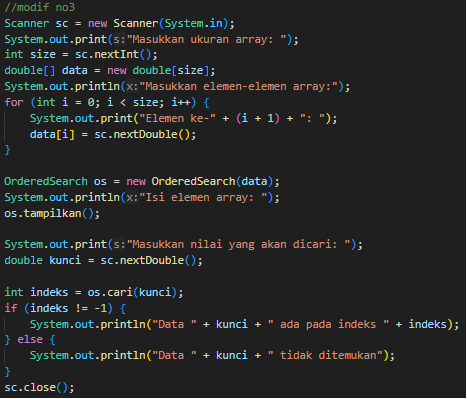 //modif no3
Scanner sc = new Scanner(System.in);
System.out.print(s:"Masukkan ukuran array: ");
int size = sc.nextInt();
double[] data = new double[size];
System.out.println(x:"Masukkan elemen-elemen array:");
for (int i = 0; i < size; i++) {
    System.out.print("Elemen ke-" + (i + 1) + ": ");
    data[i] = sc.nextDouble();
}

OrderedSearch os = new OrderedSearch(data);
System.out.println(s:"Isi elemen array: ");
os.tampilkan();

System.out.print(s:"Masukkan nilai yang akan dicari: ");
double kunci = sc.nextDouble();

int indeks = os.cari(kunci);
if (indeks != -1) {
    System.out.println("Data " + kunci + " ada pada indeks " + indeks);
} else {
    System.out.println("Data " + kunci + " tidak ditemukan");
}
sc.close();